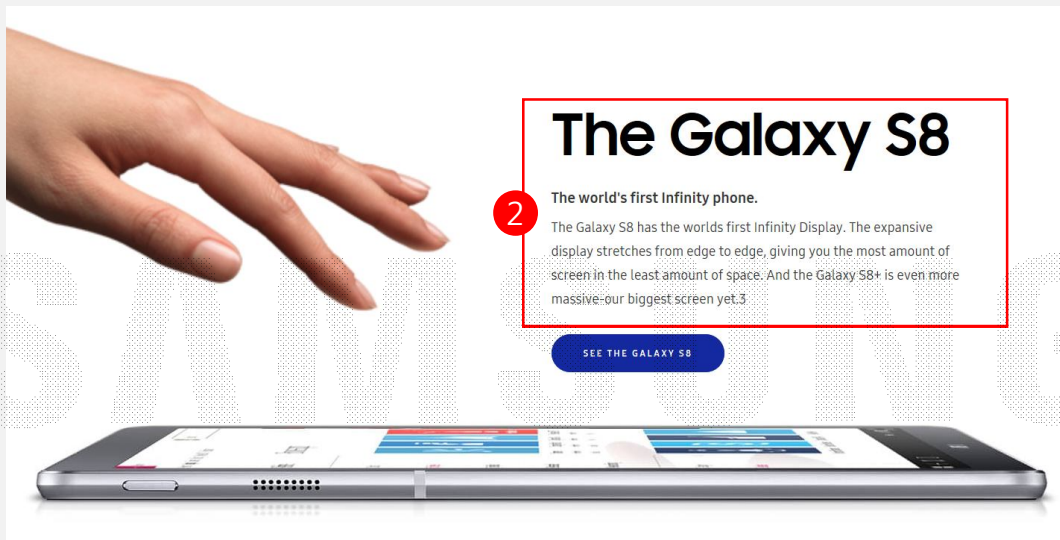 The Galaxy S8
2
The world's first Infinity phone.
The Galaxy S8 has the worlds first Infinity Display. The expansive
display stretches from edge to edge, giving you the most amount of
screen in the least amount of space. And the Galaxy S8+ is even more
massive-our biggest screen yet.3
SAMSUNG
SEE THE GALAXY S8